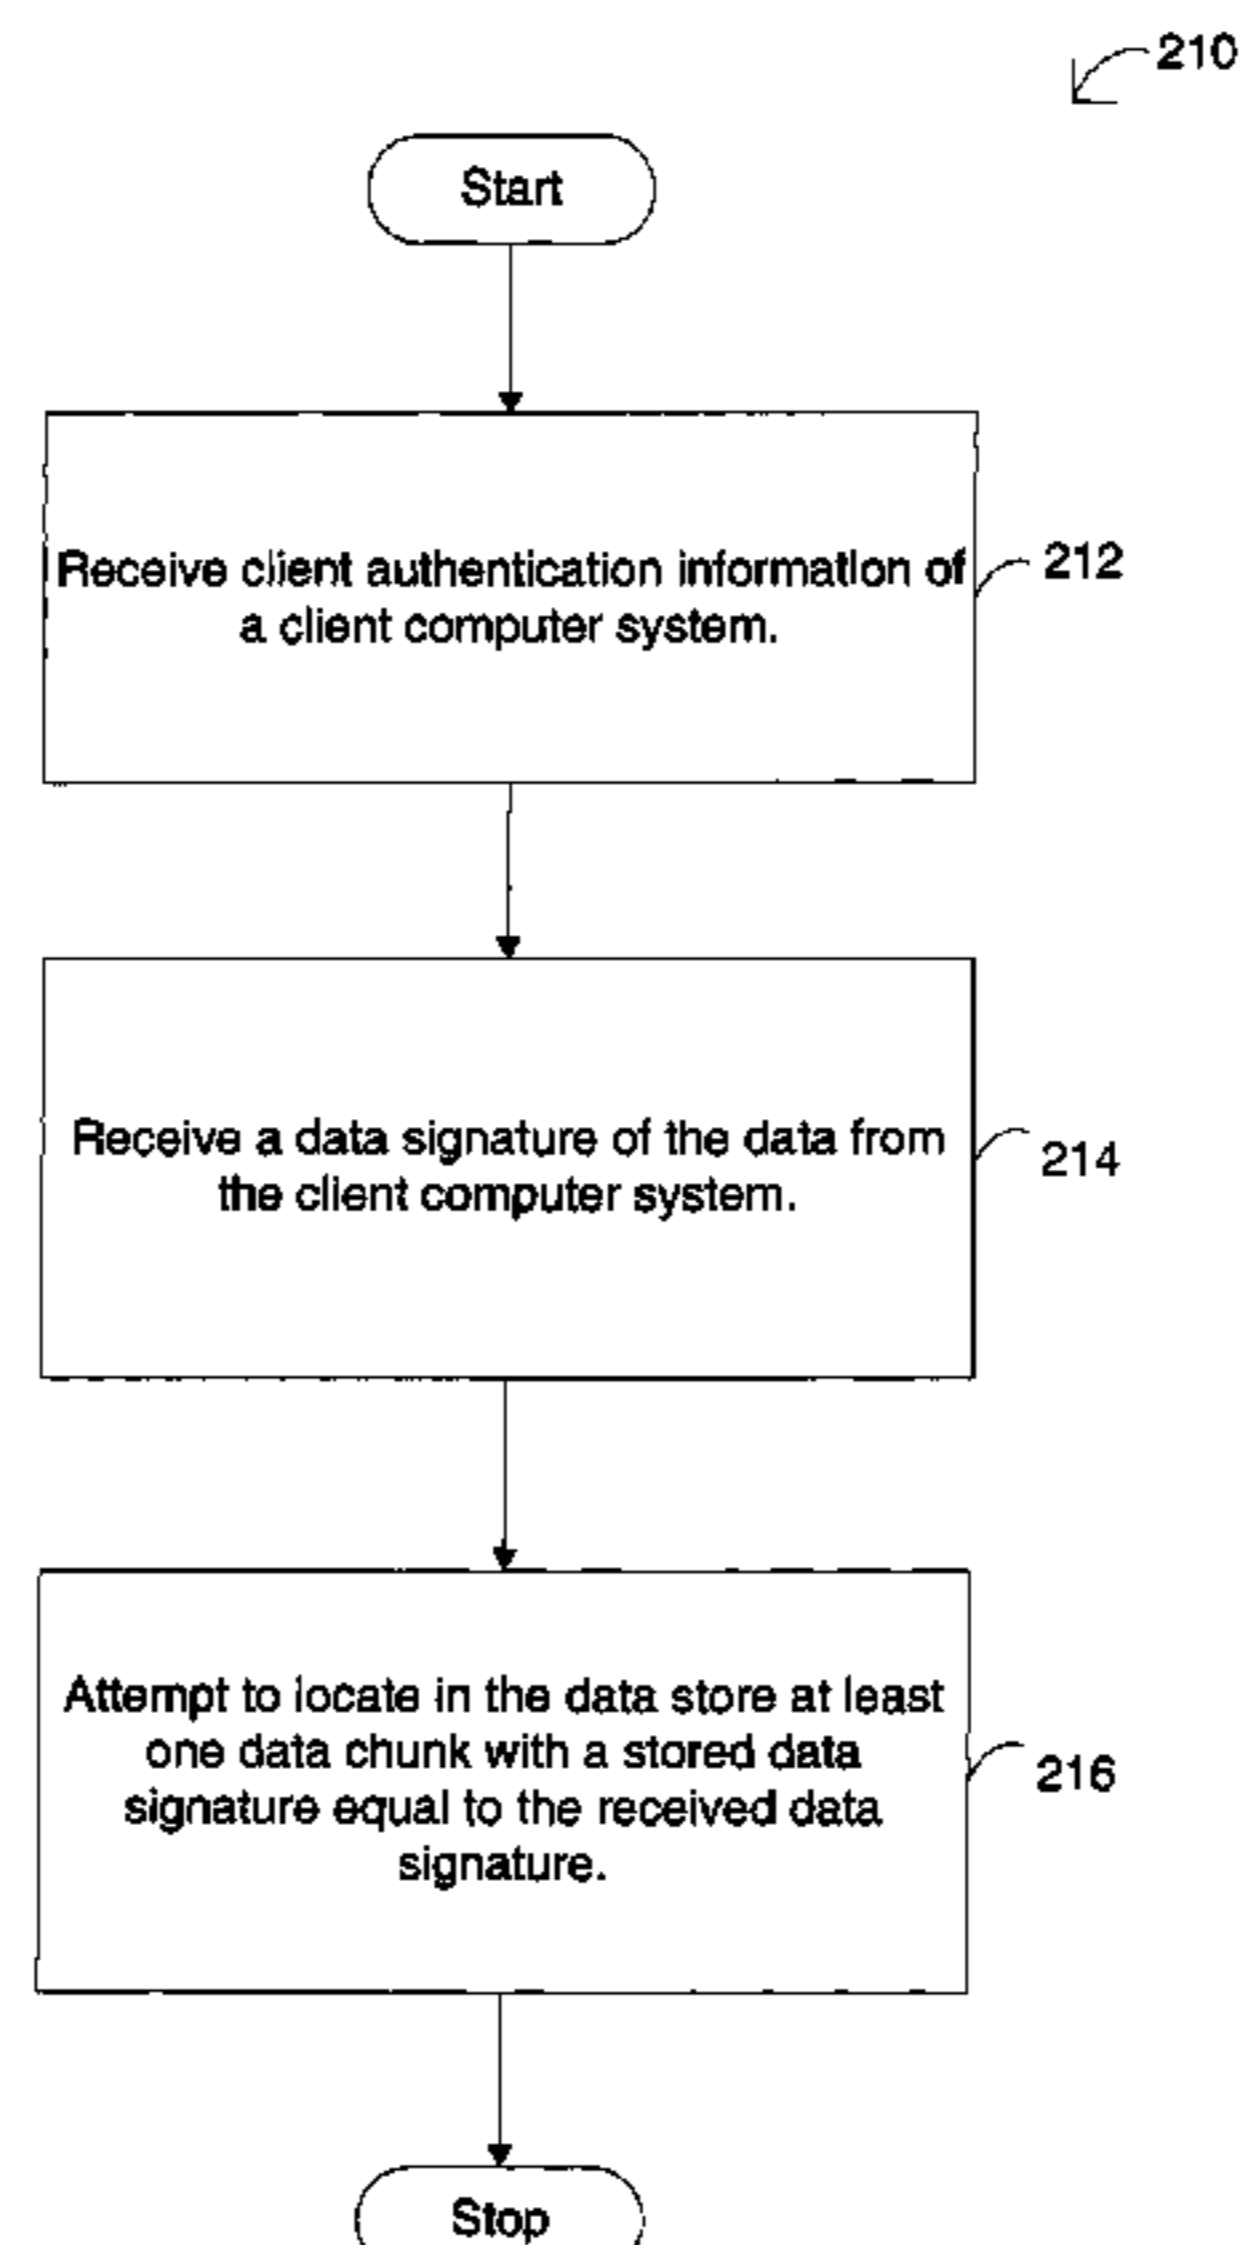 210
Start
Receive client authentication information of
a client computer system.
212
Receive a data signature of the data from
the client computer system.
214
Attempt to locate in the data store at least
one data chunk with a stored data
signature equal to the received data
signature.
216
Stop